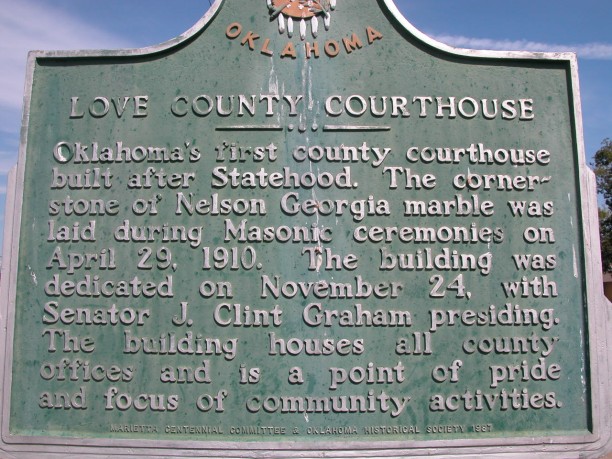 OKLAHOMA
LOVE COUNTY COURTHOUSE
Oklahoma's first county courthouse
built after Statehood. The corner-
stone of Nelson Georgia marble was
laid during Masonic ceremonies on
April 29, 1910. The building was
dedicated on November 24, with
Senator J. Clint Graham presiding.
The building houses all county
offices and is a point of pride
and focus of community activities.
MARIETTA CENTENNIAL COMMITTEE & OKLAHOMA HISTORICAL SOCIETY 1987